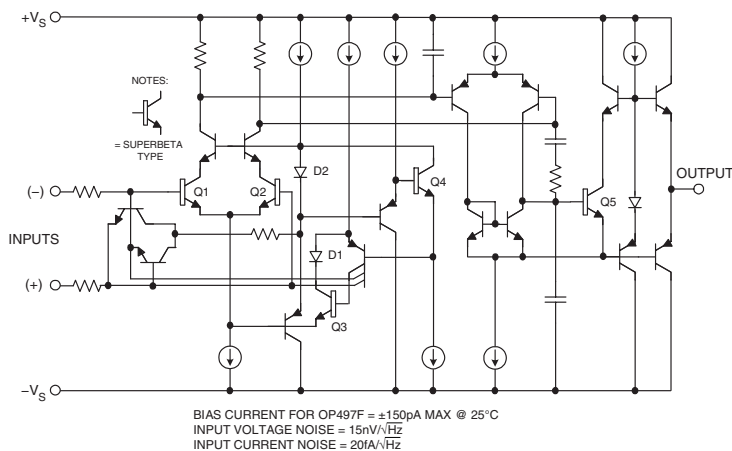 +VS
NOTES:
= SUPERBETA
TYPE
D2
Q4
OUTPUT
(–)
Q1
Q2
Q5
INPUTS
D1
(+)
Q3
–VS
BIAS CURRENT FOR OP497F = ±150pA MAX @ 25°C
INPUT VOLTAGE NOISE = 15nV/√Hz
INPUT CURRENT NOISE = 20fA/√Hz